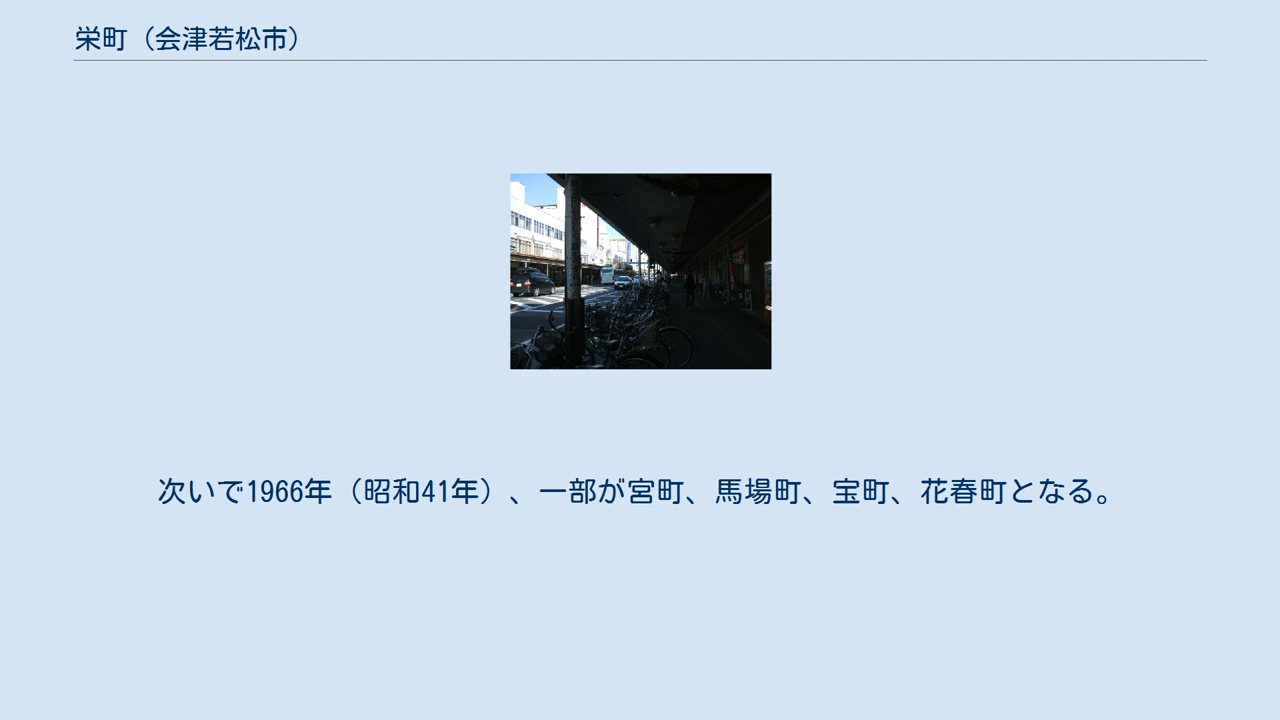 栄町（会津若松市）
次いで1966年（昭和41年）、一部が宮町、馬場町、宝町、花春町となる。